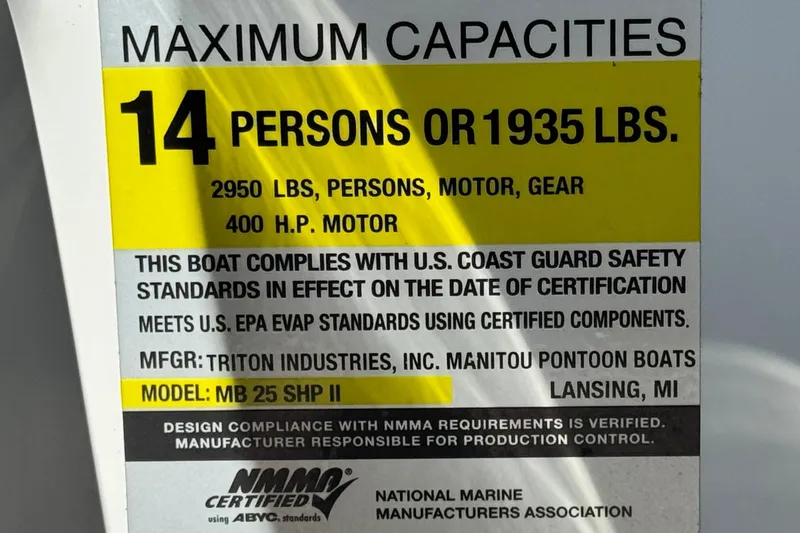 MAXIMUM CAPACITIES
14 PERSONS OR 1935 LBS.
2950 LBS, PERSONS, MOTOR, GEAR
400 H.P. MOTOR
THIS BOAT COMPLIES WITH U.S. COAST GUARD SAFETY
STANDARDS IN EFFECT ON THE DATE OF CERTIFICATION
MEETS U.S. EPA EVAP STANDARDS USING CERTIFIED COMPONENTS.
MFGR: TRITON INDUSTRIES, INC. MANITOU PONTOON BOATS
MODEL: MB 25 SHP II LANSING, MI
DESIGN COMPLIANCE WITH NMMA REQUIREMENTS IS VERIFIED.
MANUFACTURER RESPONSIBLE FOR PRODUCTION CONTROL.
NMMA®
CERTIFIED
using ABYC standards
NATIONAL MARINE
MANUFACTURERS ASSOCIATION